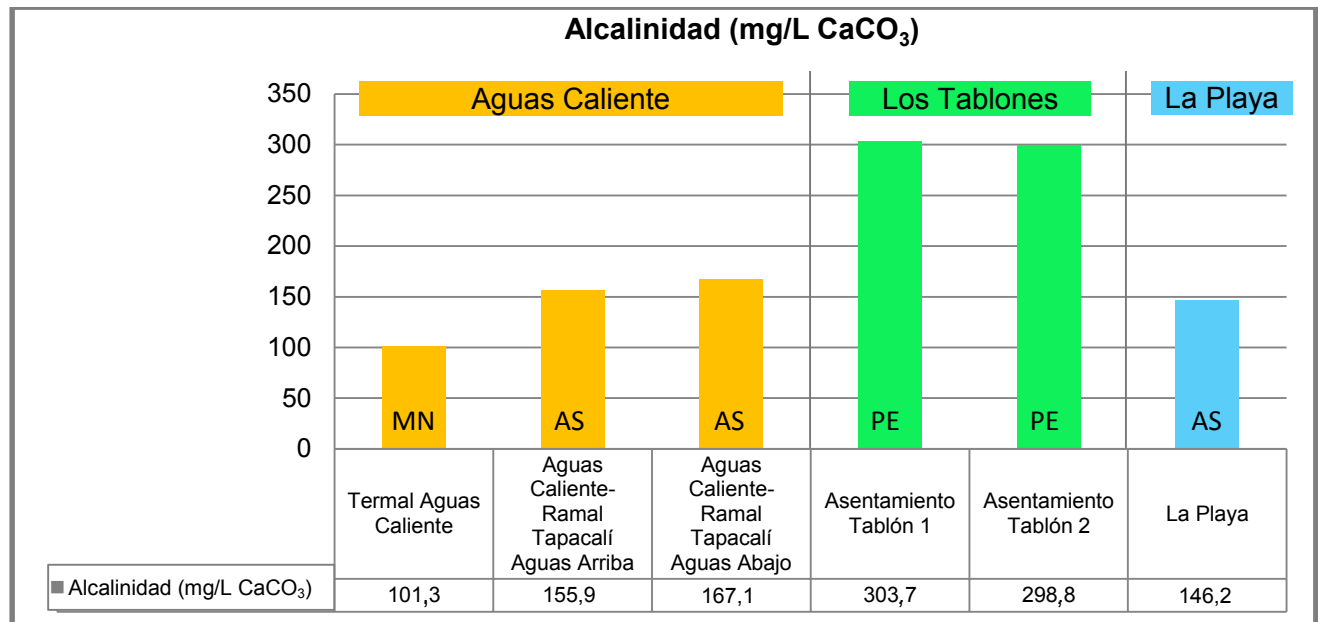 Alcalinidad (mg/L CaCO₃)
Aguas Caliente
Los Tablones
La Playa
350
300
250
200
150
100
50
0
MN
AS
AS
PE
PE
AS
Termal Aguas
Caliente
Aguas
Caliente-
Ramal
Tapacalí
Aguas Arriba
Aguas
Caliente-
Ramal
Tapacalí
Aguas Abajo
Asentamiento
Tablón 1
Asentamiento
Tablón 2
La Playa
Alcalinidad (mg/L CaCO₃) 101,3 155,9 167,1 303,7 298,8 146,2